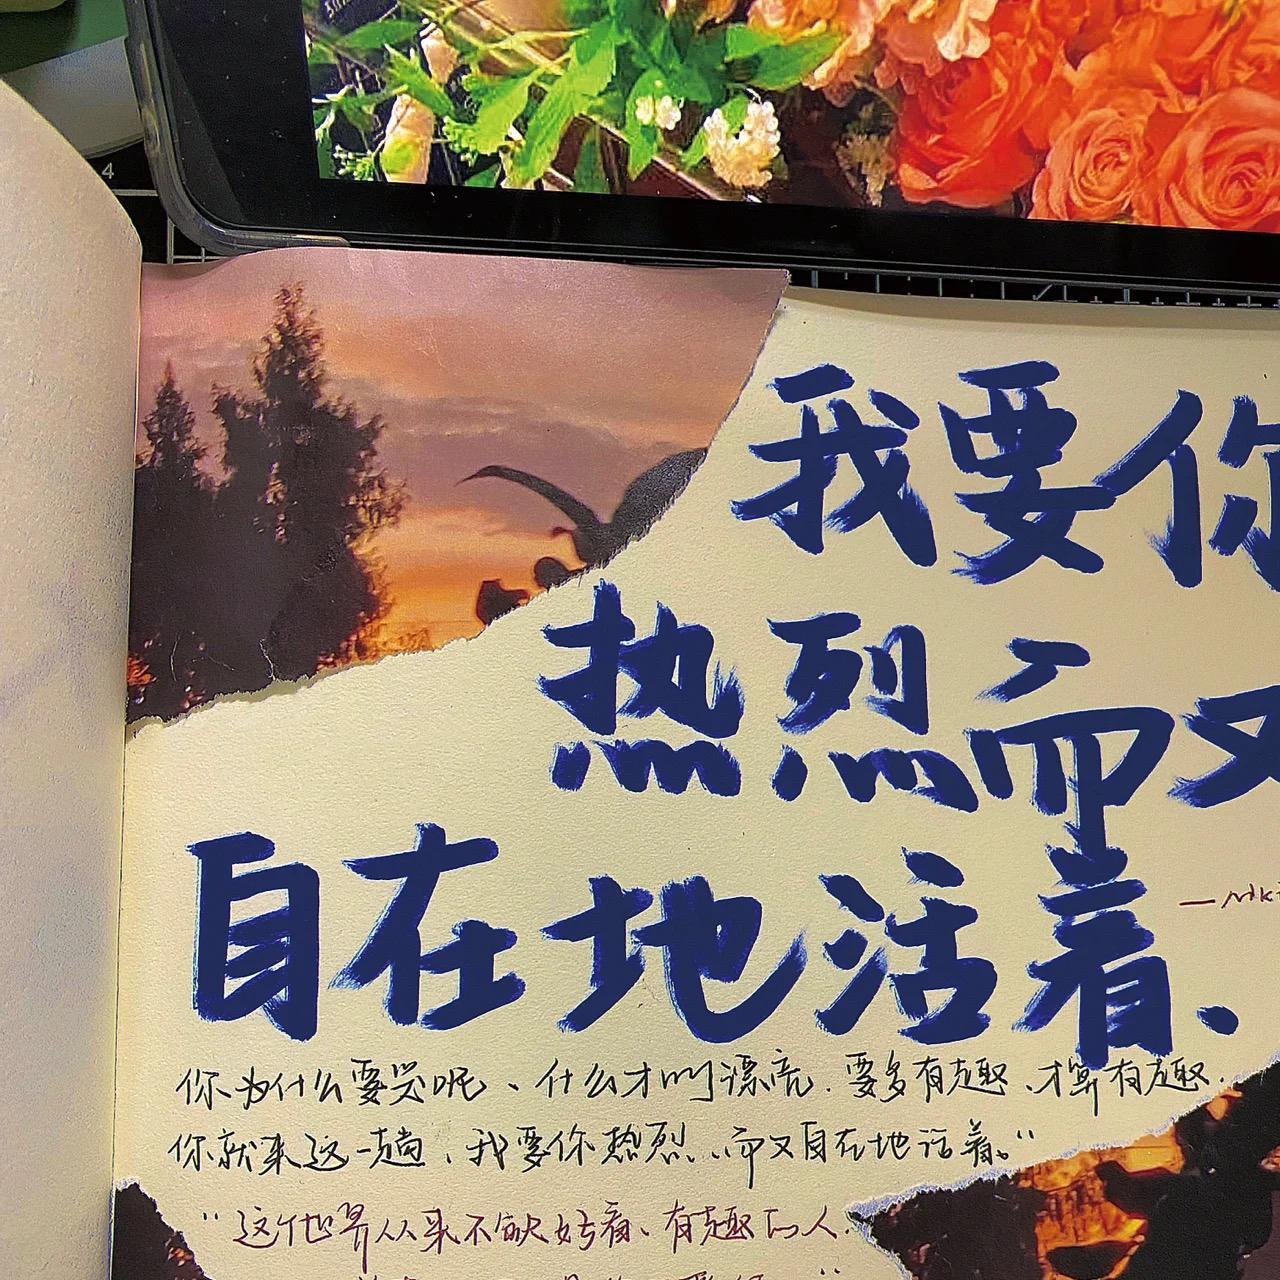 4
我要你
热烈而又
自在地活着、
你为什么要哭呢、什么才叫漂亮.要多有趣、才算有趣.
你就来这一趟、我要你热烈、而又自在地活着。"
"这个世界从来不缺好看、有趣的人.